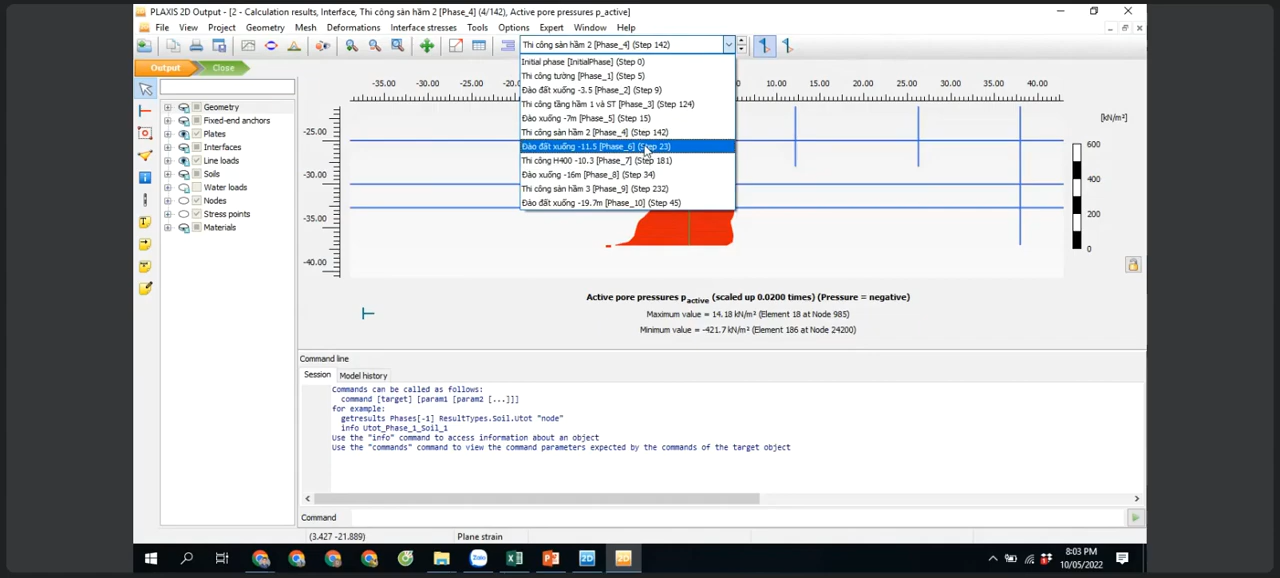 PLAXIS 2D Output - [2 - Calculation results, Interface, Thi công sàn hầm 2 [Phase_4] (4/142), Active pore pressures p_active]
File View Project Geometry Mesh Deformations Interface stresses Tools Options Expert Window Help
Thi công sàn hầm 2 [Phase_4] (Step 142)
Output Close
Initial phase [InitialPhase] (Step 0)
Thi công tường [Phase_1] (Step 5)
Đào đất xuống -3.5 [Phase_2] (Step 9)
Thi công tầng hầm 1 và ST [Phase_3] (Step 124)
Đào xuống -7m [Phase_5] (Step 15)
Thi công sàn hầm 2 [Phase_4] (Step 142)
Đào đất xuống -11.5 [Phase_6] (Step 23)
Thi công H400 -10.3 [Phase_7] (Step 181)
Đào xuống -16m [Phase_8] (Step 34)
Thi công sàn hầm 3 [Phase_9] (Step 232)
Đào đất xuống -19.7m [Phase_10] (Step 45)
-35.00 -30.00 -25.00 -20.00 5.00 10.00 15.00 20.00 25.00 30.00 35.00 40.00
Geometry
Fixed-end anchors
Plates
Interfaces
Line loads
Soils
Water loads
Nodes
Stress points
Materials
-25.00
-30.00
-35.00
-40.00
[kN/m²]
600
400
200
0
Active pore pressures p active (scaled up 0.0200 times) (Pressure = negative)
Maximum value = 14.18 kN/m² (Element 18 at Node 985)
Minimum value = -421.7 kN/m² (Element 186 at Node 24200)
Command line
Session Model history
Commands can be called as follows:
command [target] [param1 [param2 [...]]]
for example:
getresults Phases[-1] ResultTypes.Soil.Utot "node"
info Utot_Phase_1_Soil_1
Use the "info" command to access information about an object
Use the "commands" command to view the command parameters expected by the commands of the target object
Command
(3.427 -21.889) Plane strain
Zalo 2D 2D
8:03 PM
10/05/2022